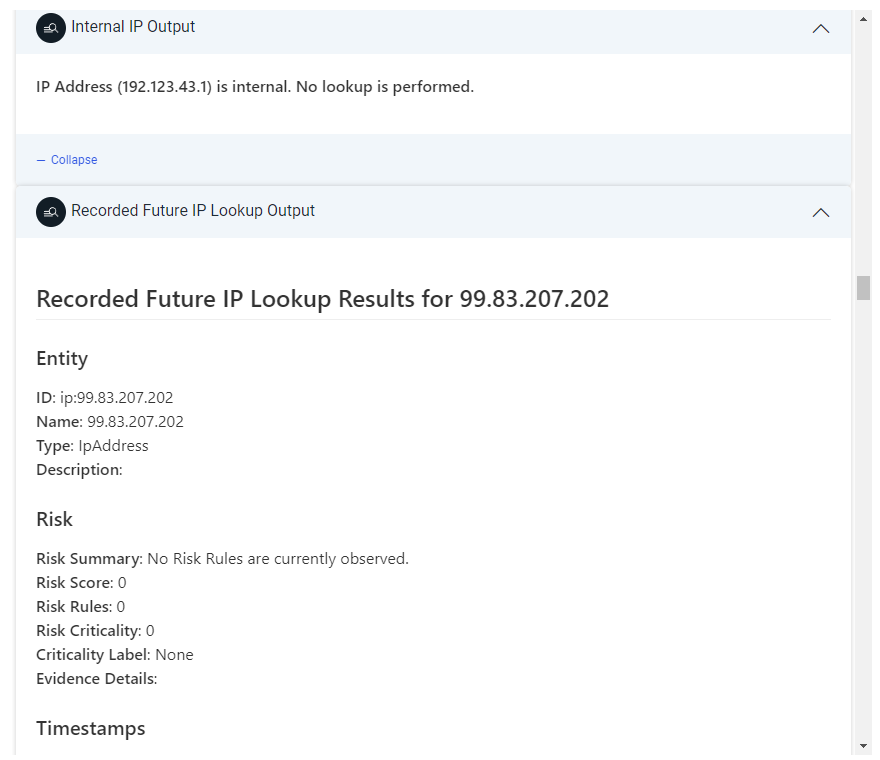 Internal IP Output
IP Address (192.123.43.1) is internal. No lookup is performed.
– Collapse
Recorded Future IP Lookup Output
Recorded Future IP Lookup Results for 99.83.207.202
Entity
ID: ip:99.83.207.202
Name: 99.83.207.202
Type: IpAddress
Description:
Risk
Risk Summary: No Risk Rules are currently observed.
Risk Score: 0
Risk Rules: 0
Risk Criticality: 0
Criticality Label: None
Evidence Details:
Timestamps